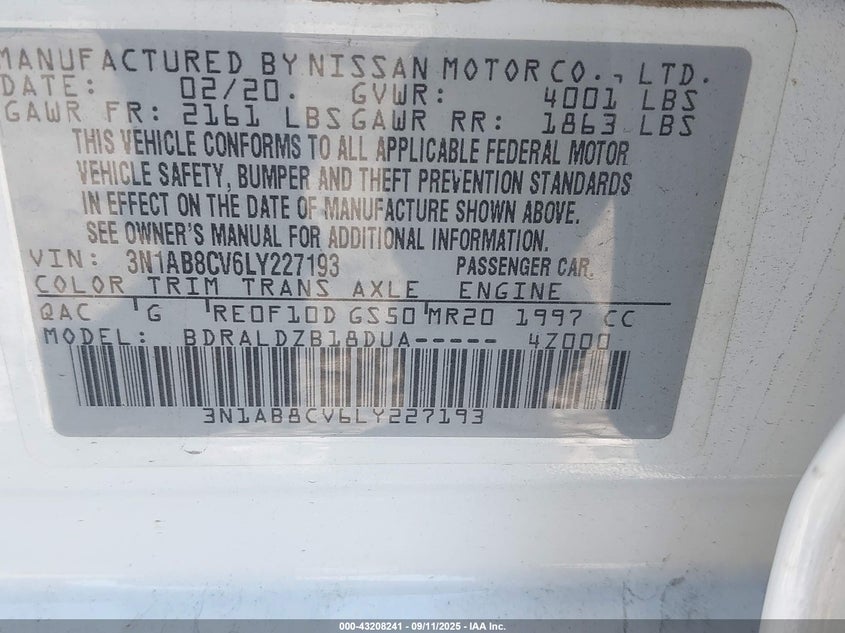 MANUFACTURED BY NISSAN MOTOR CO., LTD.
DATE: 02/20. GVWR: 4001 LBS
GAWR FR: 2161 LBS GAWR RR: 1863 LBS
THIS VEHICLE CONFORMS TO ALL APPLICABLE FEDERAL MOTOR
VEHICLE SAFETY, BUMPER AND THEFT PREVENTION STANDARDS
IN EFFECT ON THE DATE OF MANUFACTURE SHOWN ABOVE.
SEE OWNER'S MANUAL FOR ADDITIONAL INFORMATION.
VIN: 3N1AB8CV6LY227193 PASSENGER CAR.
COLOR TRIM TRANS AXLE ENGINE
QAC G RE0F10D GS50 MR20 1997 CC
MODEL: BDRALDZB18DUA----- 4Z000
3N1AB8CV6LY227193
000-43208241 - 09/11/2025 - IAA Inc.